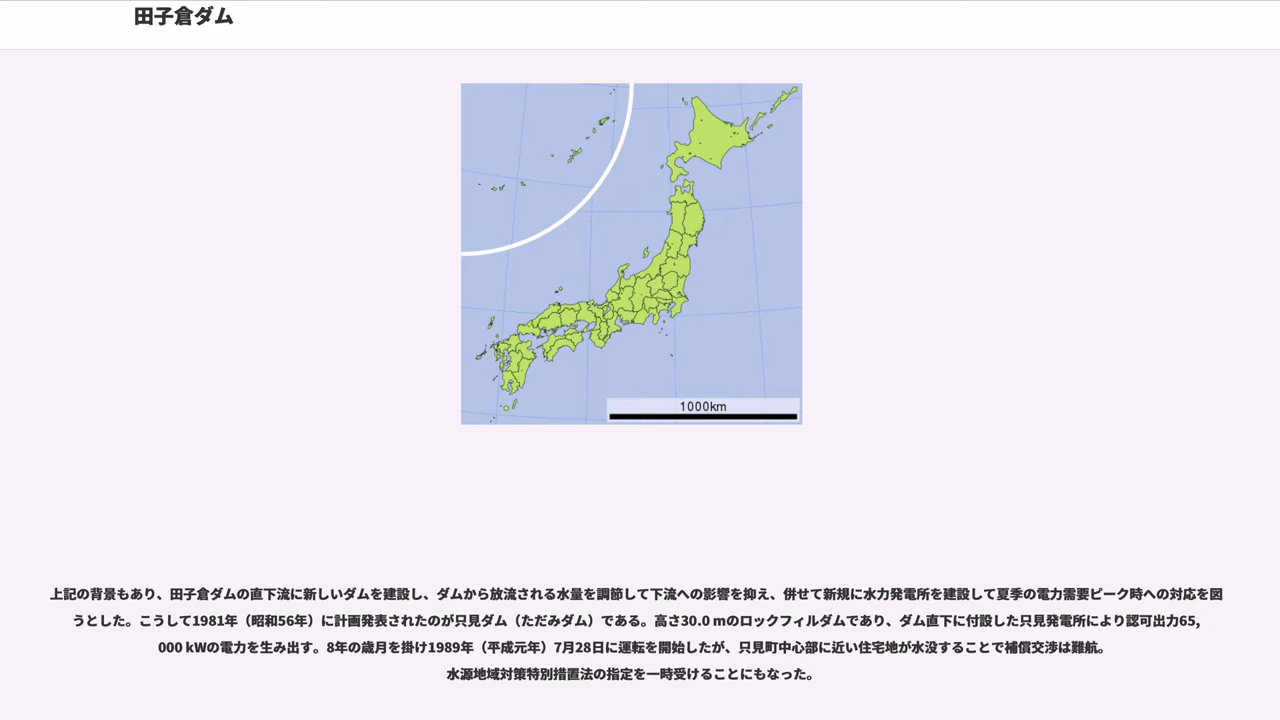 田子倉ダム
1000km
上記の背景もあり、田子倉ダムの直下流に新しいダムを建設し、ダムから放流される水量を調節して下流への影響を抑え、併せて新規に水力発電所を建設して夏季の電力需要ピーク時への対応を図
うとした。こうして1981年（昭和56年）に計画発表されたのが只見ダム（ただみダム）である。高さ30.0 mのロックフィルダムであり、ダム直下に付設した只見発電所により認可出力65,
000 kWの電力を生み出す。8年の歳月を掛け1989年（平成元年）7月28日に運転を開始したが、只見町中心部に近い住宅地が水没することで補償交渉は難航。
水源地域対策特別措置法の指定を一時受けることにもなった。